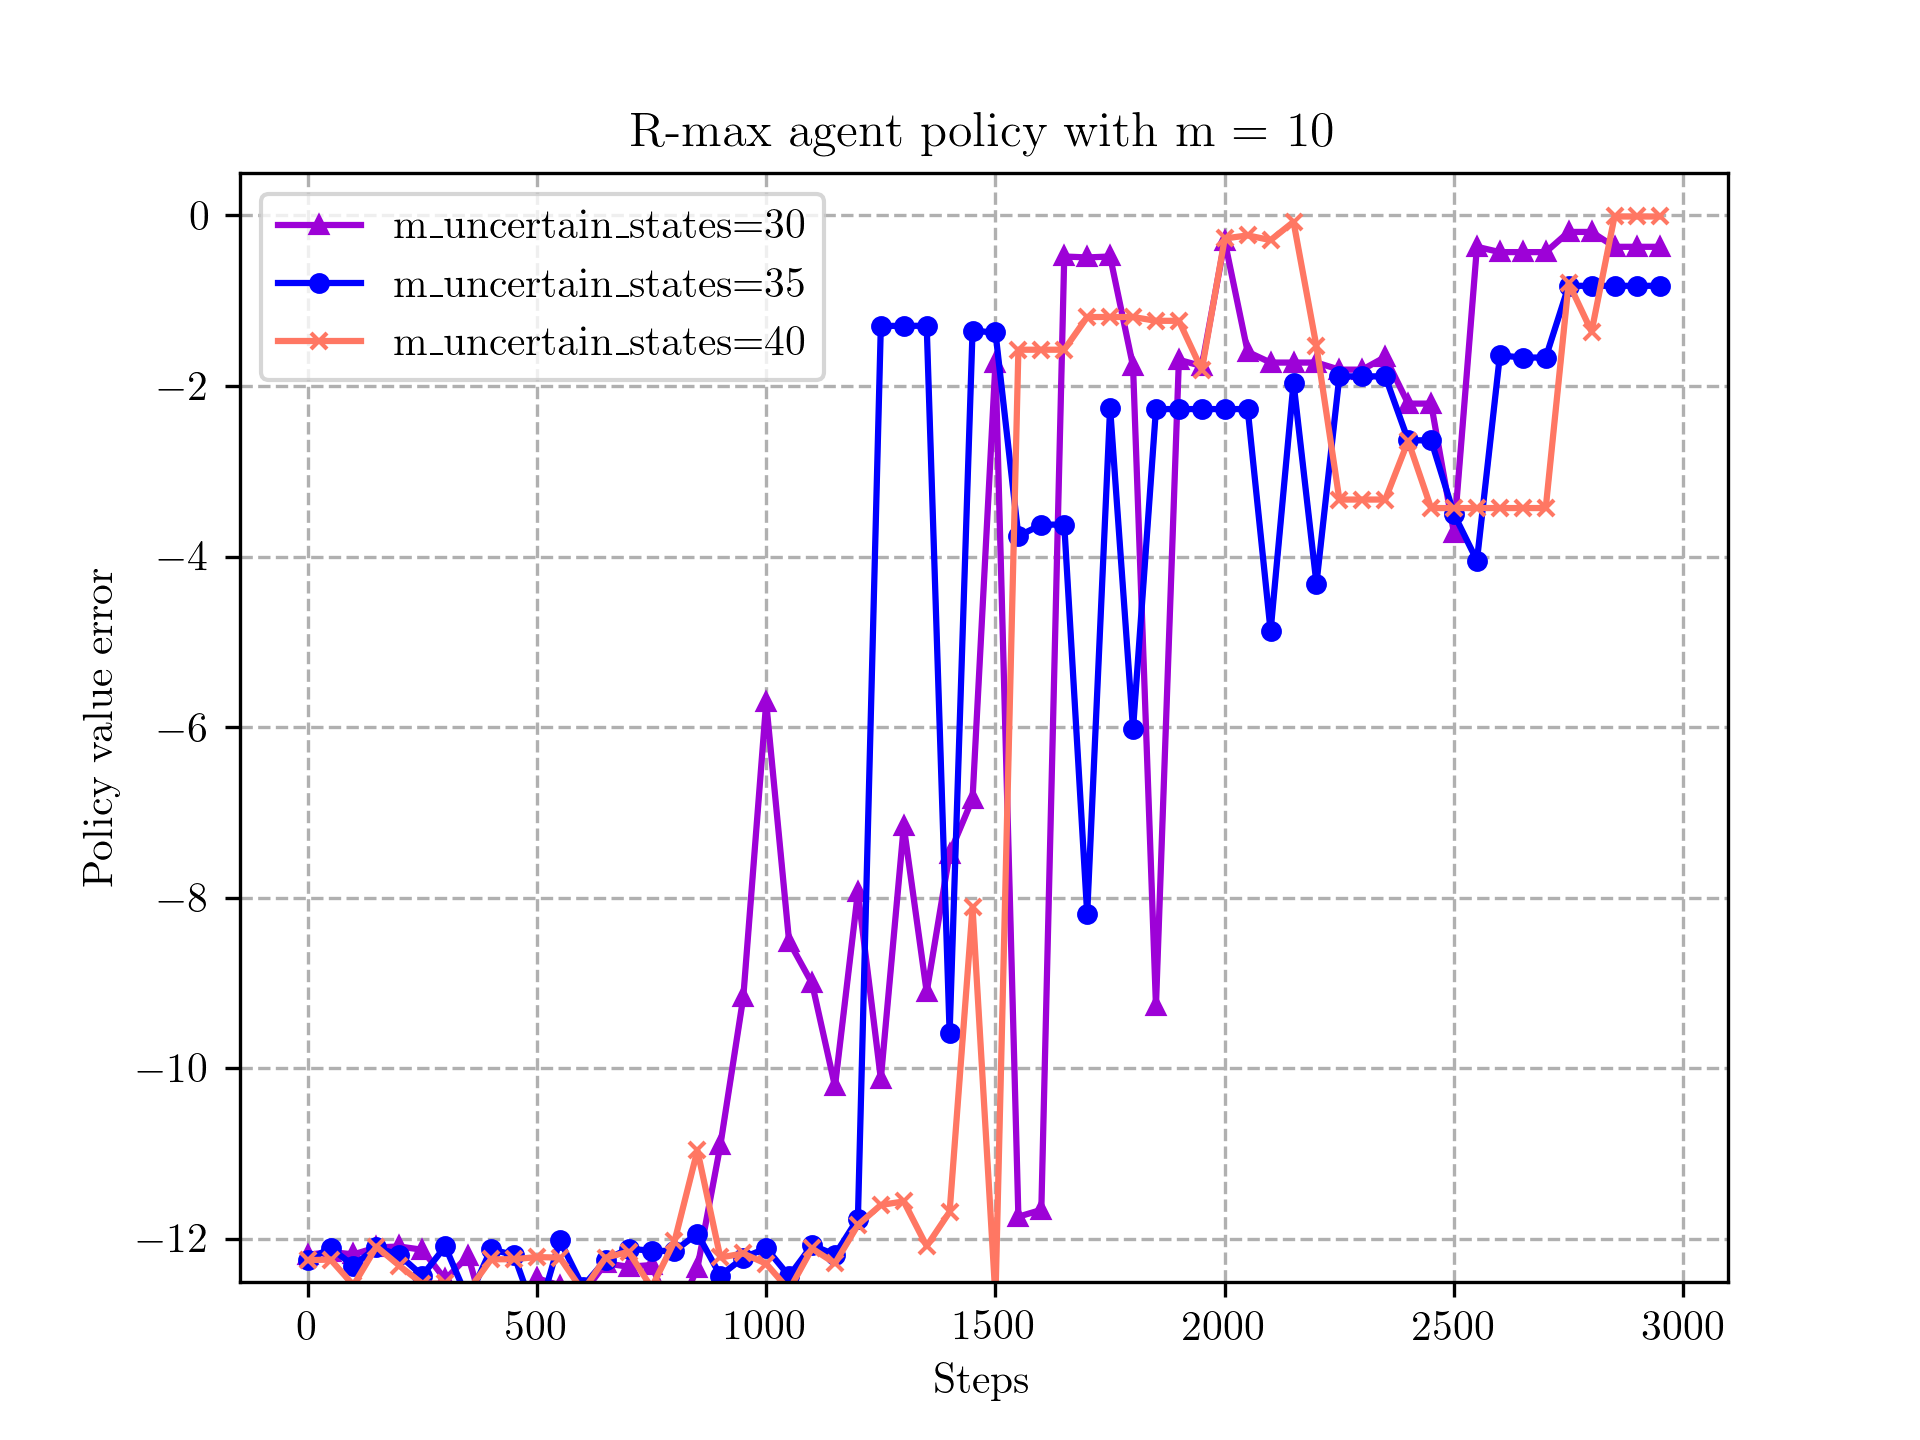 R-max agent policy with m = 10
m_uncertain_states=30
m_uncertain_states=35
m_uncertain_states=40
Policy value error
0
−2
−4
−6
−8
−10
−12
0 500 1000 1500 2000 2500 3000
Steps